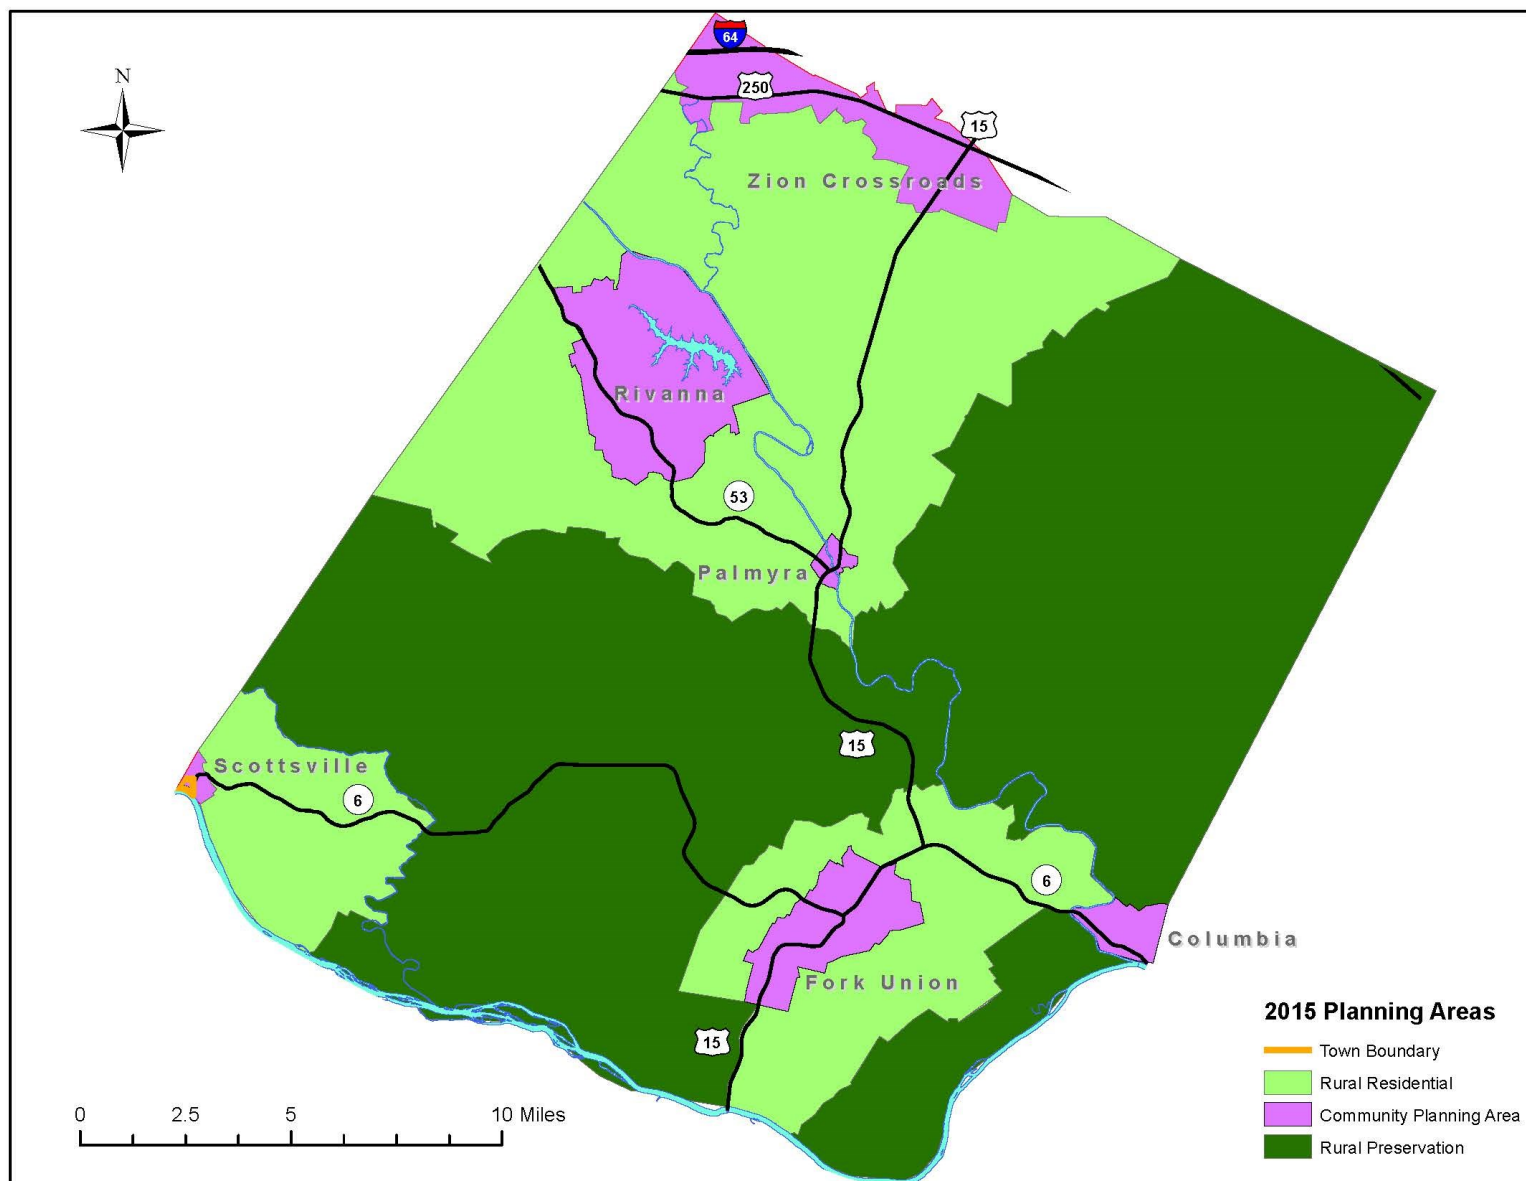 64
N
250
15
Zion Crossroads
Rivanna
53
Palmyra
15
Scottsville
6
6
Columbia
Fork Union
15
2015 Planning Areas
Town Boundary
Rural Residential
Community Planning Area
Rural Preservation
0 2.5 5 10 Miles